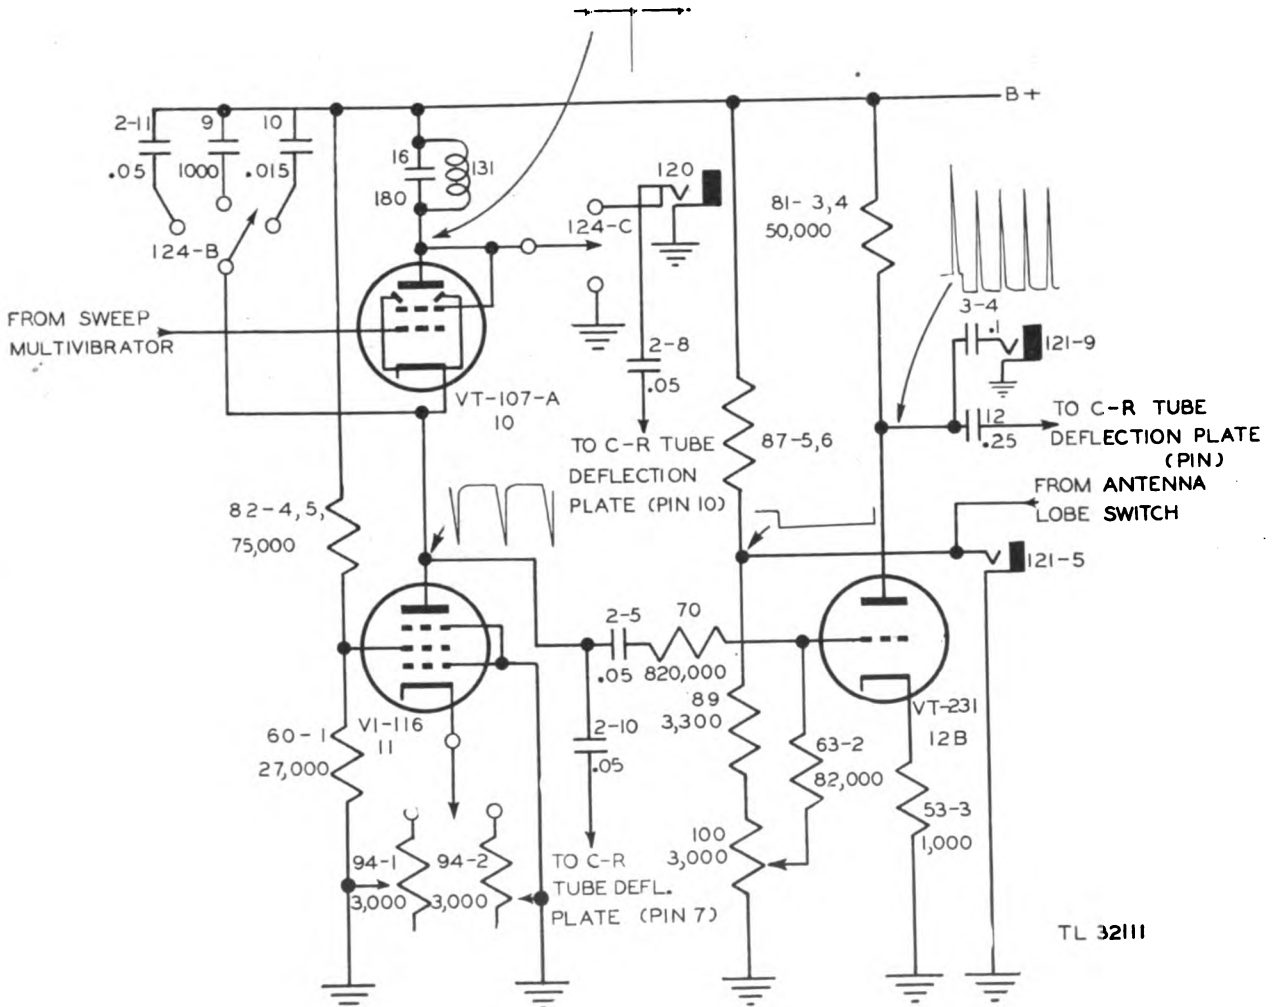 B+
2-11
9
10
.05
1000
.015
16
180
131
120
124-B
124-C
81-3,4
50,000
3-4
.1
121-9
FROM SWEEP
MULTIVIBRATOR
2-8
.05
VT-107-A
10
87-5,6
12
.25
TO C-R TUBE
DEFLECTION PLATE
(PIN)
TO C-R TUBE
DEFLECTION
PLATE (PIN 10)
FROM ANTENNA
LOBE SWITCH
82-4,5,
75,000
121-5
2-5
.05
70
820,000
89
3,300
VT-231
12B
VI-116
11
60-1
27,000
2-10
.05
63-2
82,000
53-3
1,000
100
3,000
94-1
3,000
94-2
3,000
TO C-R
TUBE DEFL.
PLATE (PIN 7)
TL 32111